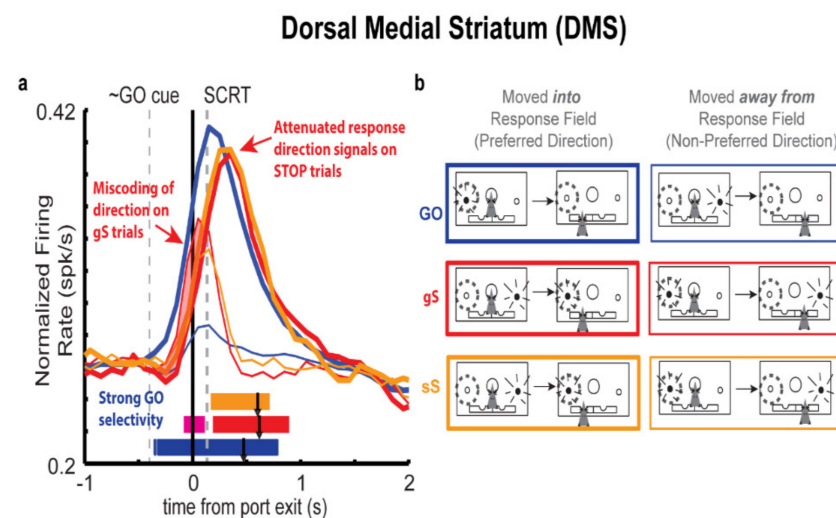 Dorsal Medial Striatum (DMS)
a
~GO cue
SCRT
0.42
Attenuated response
direction signals on
STOP trials
Miscoding of
direction on
gS trials
Normalized Firing
Rate (spk/s)
Strong GO
selectivity
0.2
-1
0
1
2
time from port exit (s)
b
Moved into
Response Field
(Preferred Direction)
Moved away from
Response Field
(Non-Preferred Direction)
GO
gS
sS